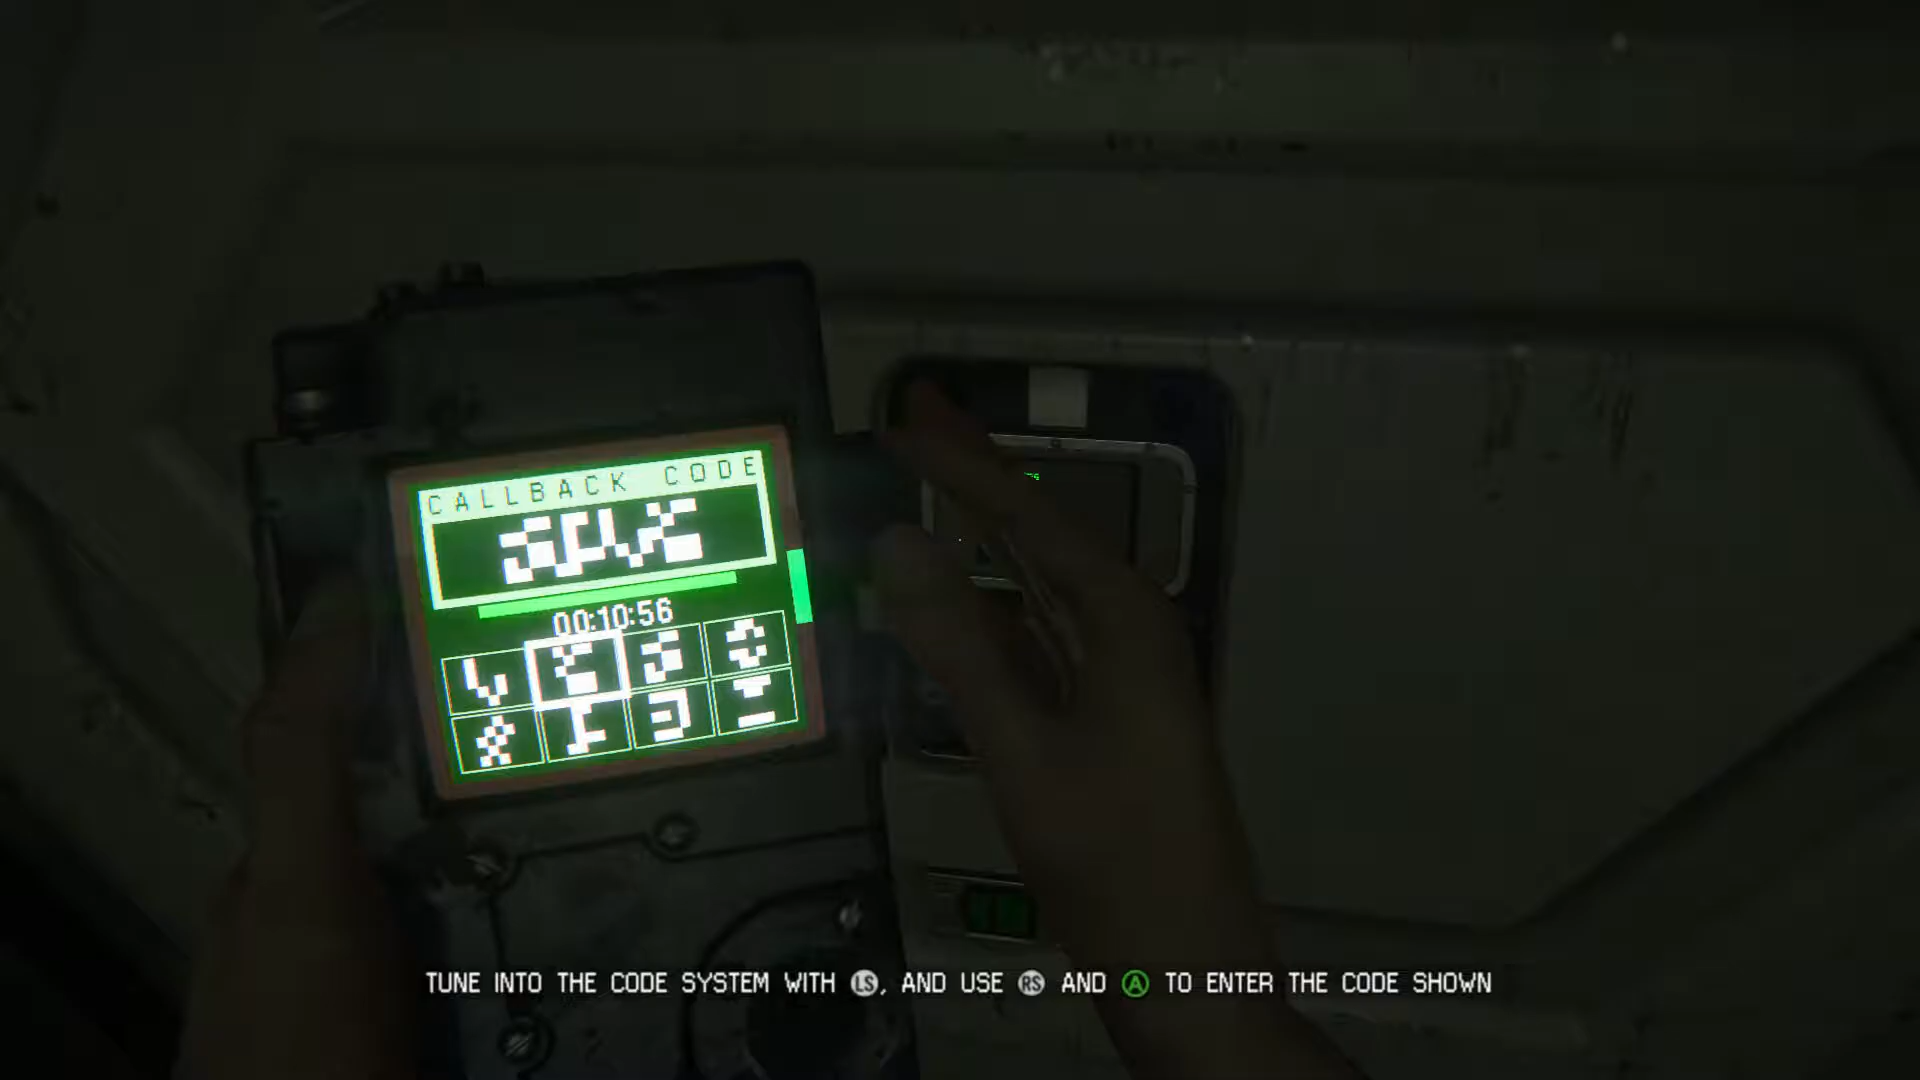 CALLBACK CODE
00:10:56
TUNE INTO THE CODE SYSTEM WITH LS, AND USE RS AND A TO ENTER THE CODE SHOWN